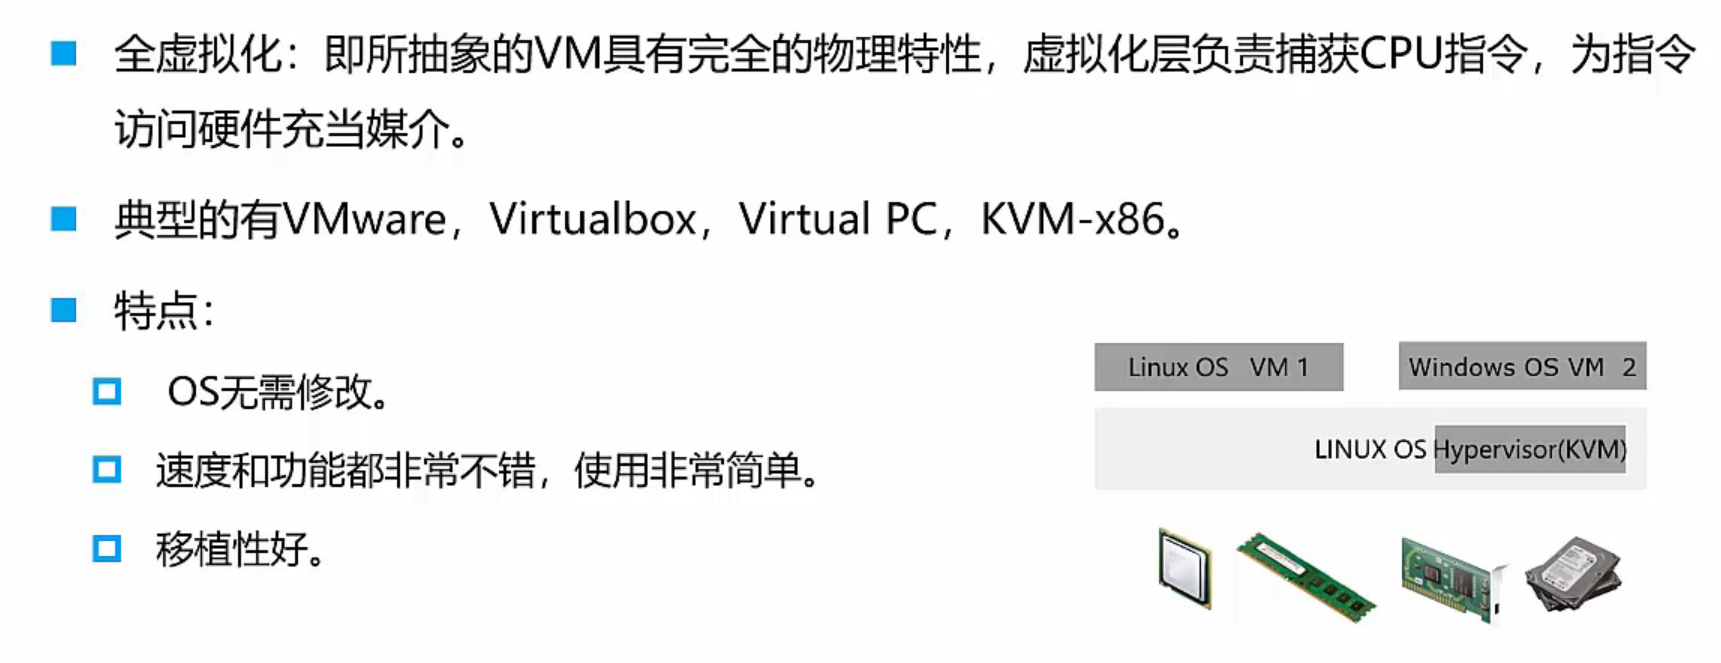 全虚拟化：即所抽象的VM具有完全的物理特性，虚拟化层负责捕获CPU指令，为指令
访问硬件充当媒介。
典型的有VMware，Virtualbox，Virtual PC，KVM-x86。
特点：
OS无需修改。
速度和功能都非常不错，使用非常简单。
移植性好。
Linux OS VM 1
Windows OS VM 2
LINUX OS Hypervisor(KVM)